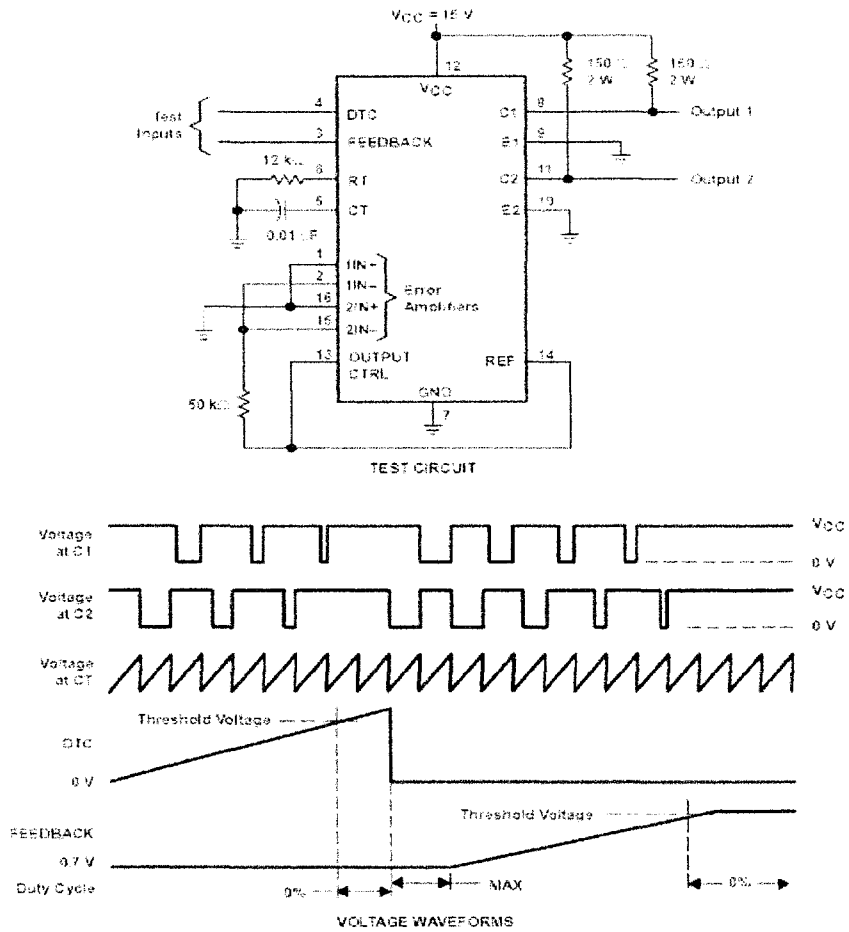 VCC = 15 V
150 Ω
2 W
150 Ω
2 W
12
VCC
Test
Inputs
4
DTC
C1
8
Output 1
3
FEEDBACK
E1
9
12 kΩ
6
RT
C2
11
Output 2
5
CT
E2
10
0.01 µF
1
1IN+
2
1IN−
16
2IN+
15
2IN−
Error
Amplifiers
13
OUTPUT
CTRL
REF
14
50 kΩ
GND
7
TEST CIRCUIT
Voltage
at C1
VCC
0 V
Voltage
at C2
VCC
0 V
Voltage
at CT
Threshold Voltage
DTC
0 V
Threshold Voltage
FEEDBACK
0.7 V
Duty Cycle
0%
MAX
0%
VOLTAGE WAVEFORMS